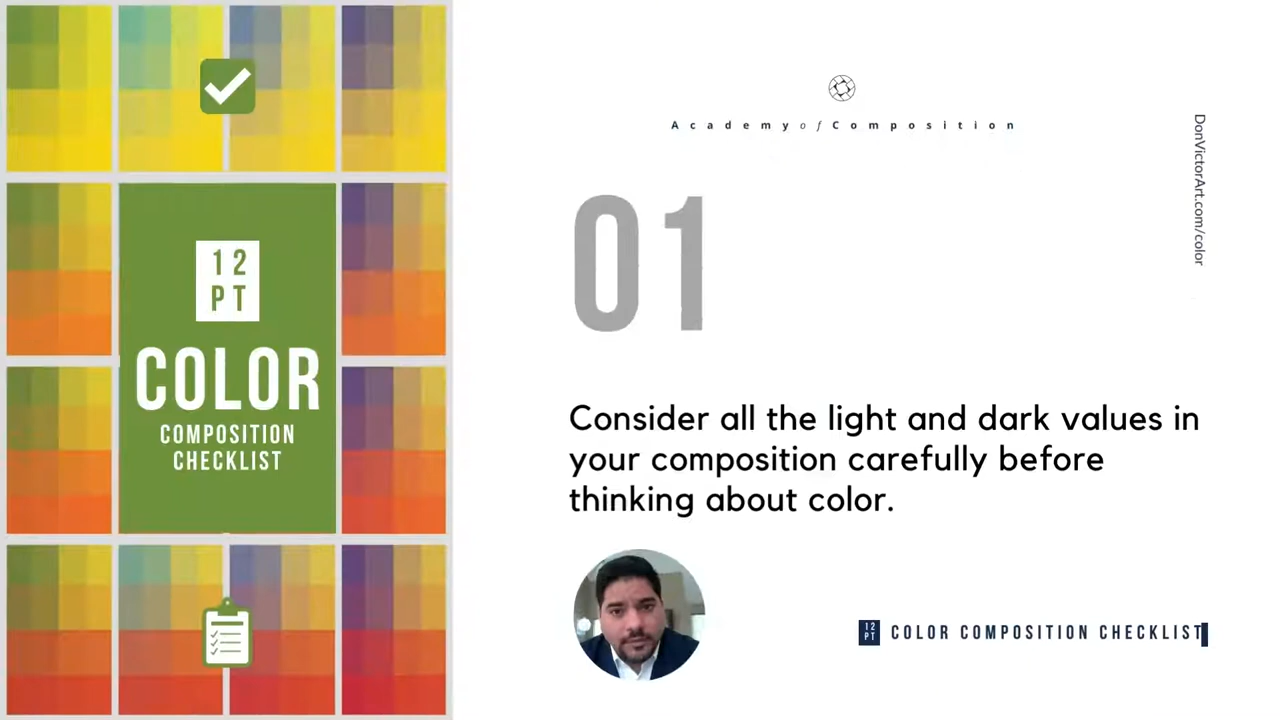 12
PT
COLOR
COMPOSITION
CHECKLIST
Academy of Composition
DonVictorArt.com/color
01
Consider all the light and dark values in
your composition carefully before
thinking about color.
12
PT
COLOR COMPOSITION CHECKLIST